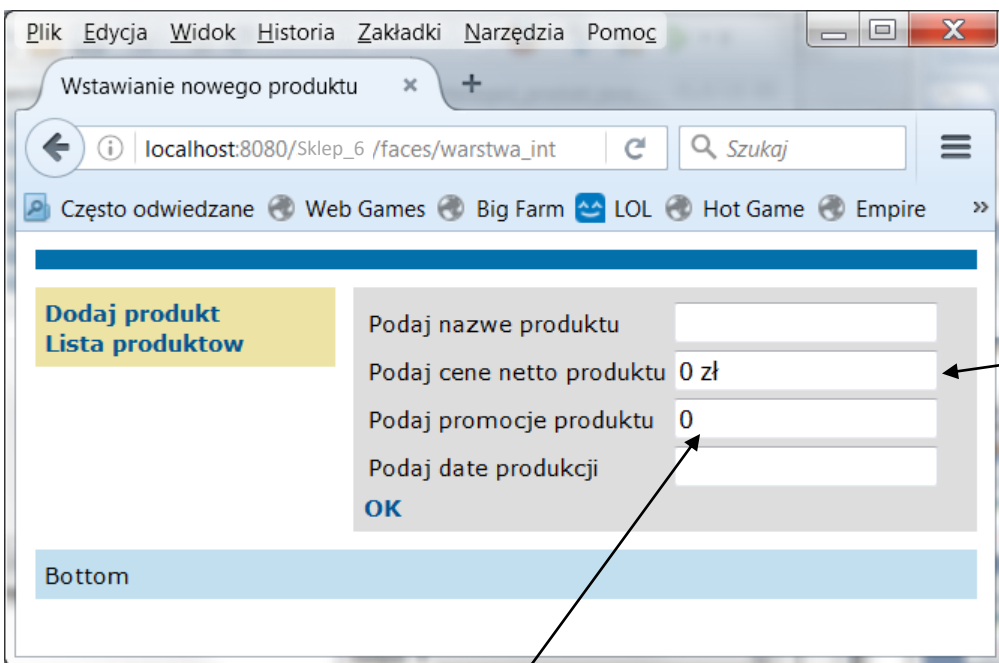 Plik Edycja Widok Historia Zakładki Narzędzia Pomoc
Wstawianie nowego produktu
localhost:8080/Sklep_6 /faces/warstwa_int Szukaj
Często odwiedzane Web Games Big Farm LOL Hot Game Empire »
Dodaj produkt
Lista produktow
Podaj nazwe produktu
Podaj cene netto produktu 0 zł
Podaj promocje produktu 0
Podaj date produkcji
OK
Bottom